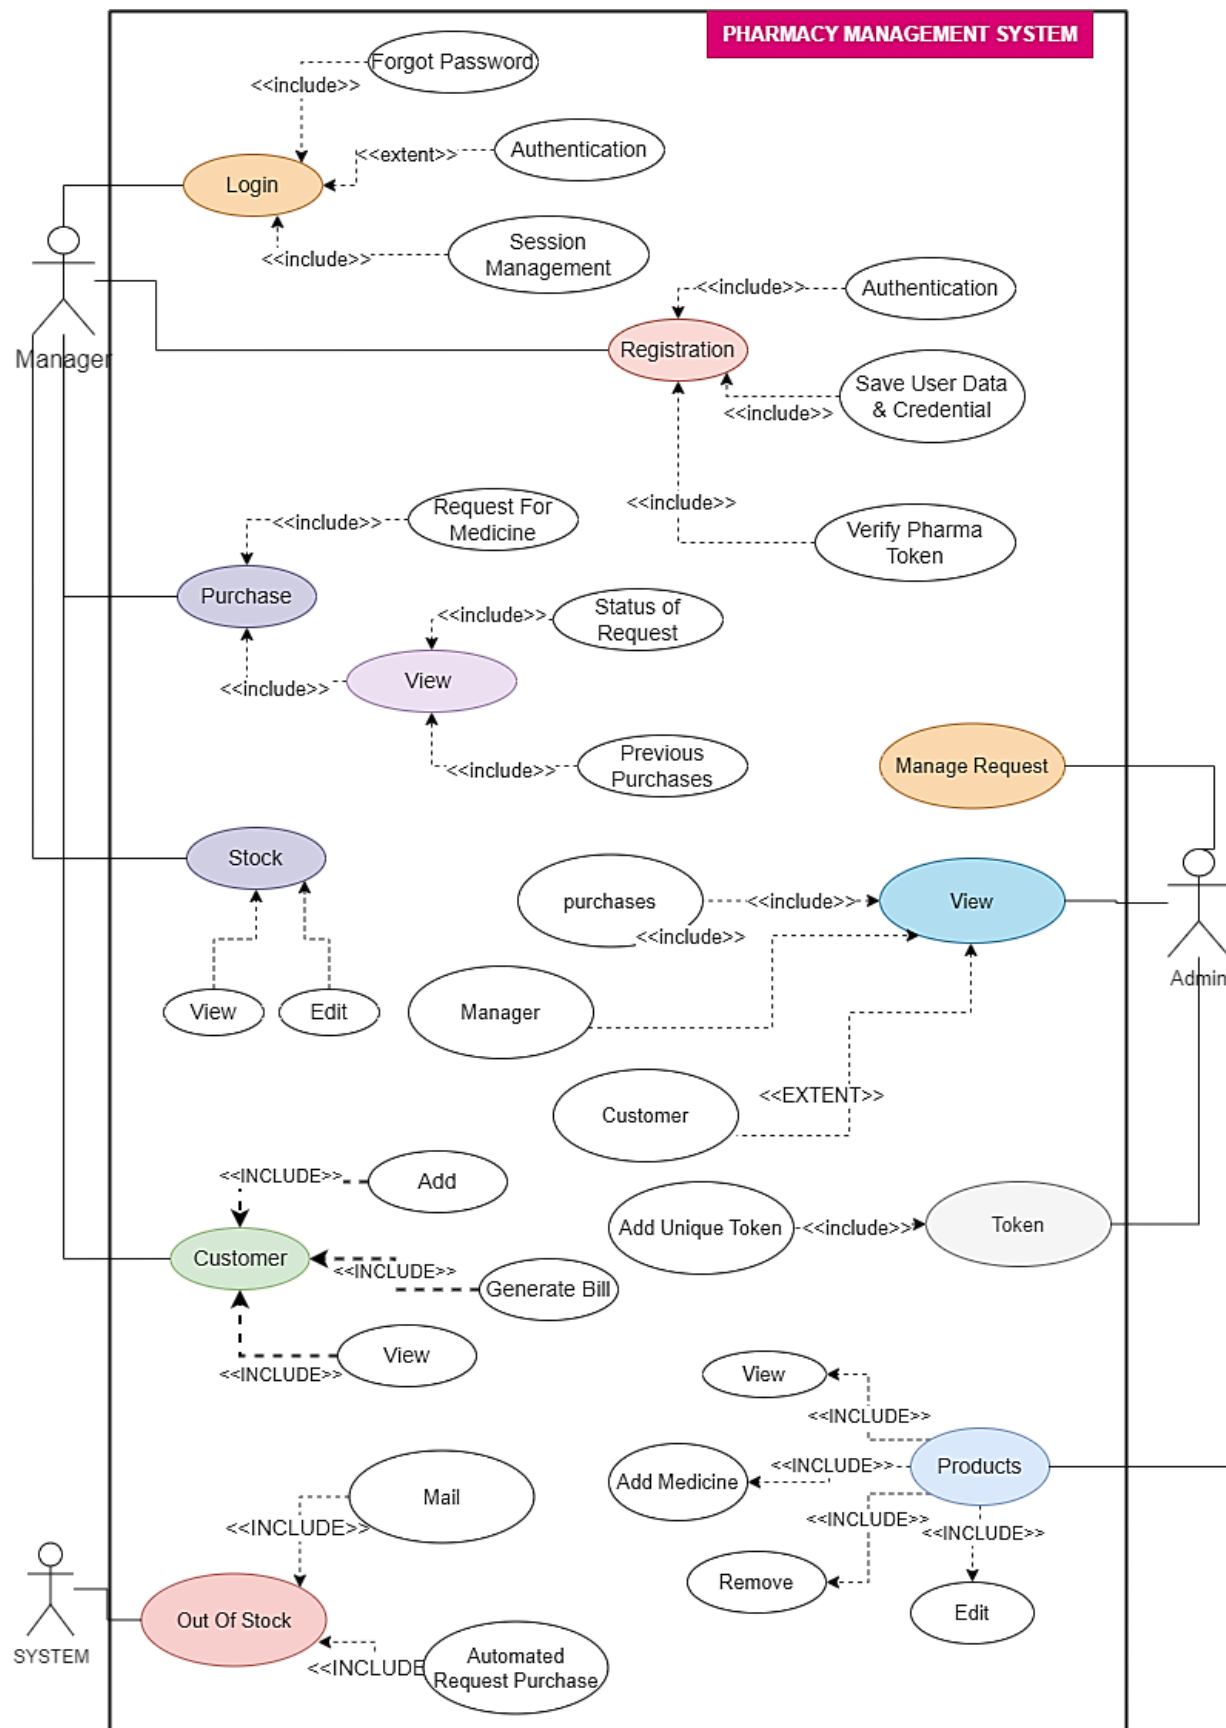 PHARMACY MANAGEMENT SYSTEM
Forgot Password
<<include>>
Authentication
<<extent>>
Login
Session
Management
<<include>>
Manager
Authentication
<<include>>
Registration
Save User Data
& Credential
<<include>>
<<include>>
Verify Pharma
Token
Request For
Medicine
<<include>>
Purchase
Status of
Request
<<include>>
View
<<include>>
Previous
Purchases
<<include>>
Manage Request
Stock
View
Edit
purchases
<<include>>
View
<<include>>
Manager
Admin
<<EXTENT>>
Customer
Add
<<INCLUDE>>
Customer
<<INCLUDE>>
Generate Bill
View
<<INCLUDE>>
Add Unique Token
<<include>>
Token
View
<<INCLUDE>>
Products
Add Medicine
<<INCLUDE>>
<<INCLUDE>>
<<INCLUDE>>
Remove
Edit
Mail
<<INCLUDE>>
Out Of Stock
SYSTEM
<<INCLUDE
Automated
Request Purchase